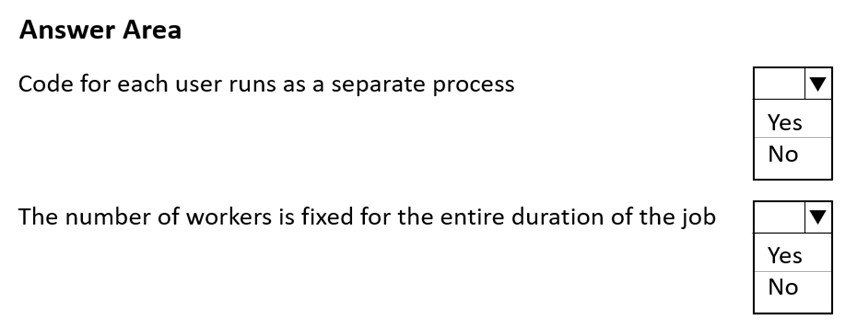 Answer Area
Code for each user runs as a separate process
Yes
No
The number of workers is fixed for the entire duration of the job
Yes
No